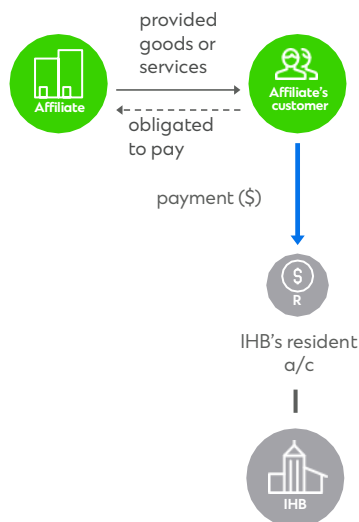 provided
goods or
services
Affiliate
Affiliate's
customer
obligated
to pay
payment ($)
$
R
IHB's resident
a/c
IHB